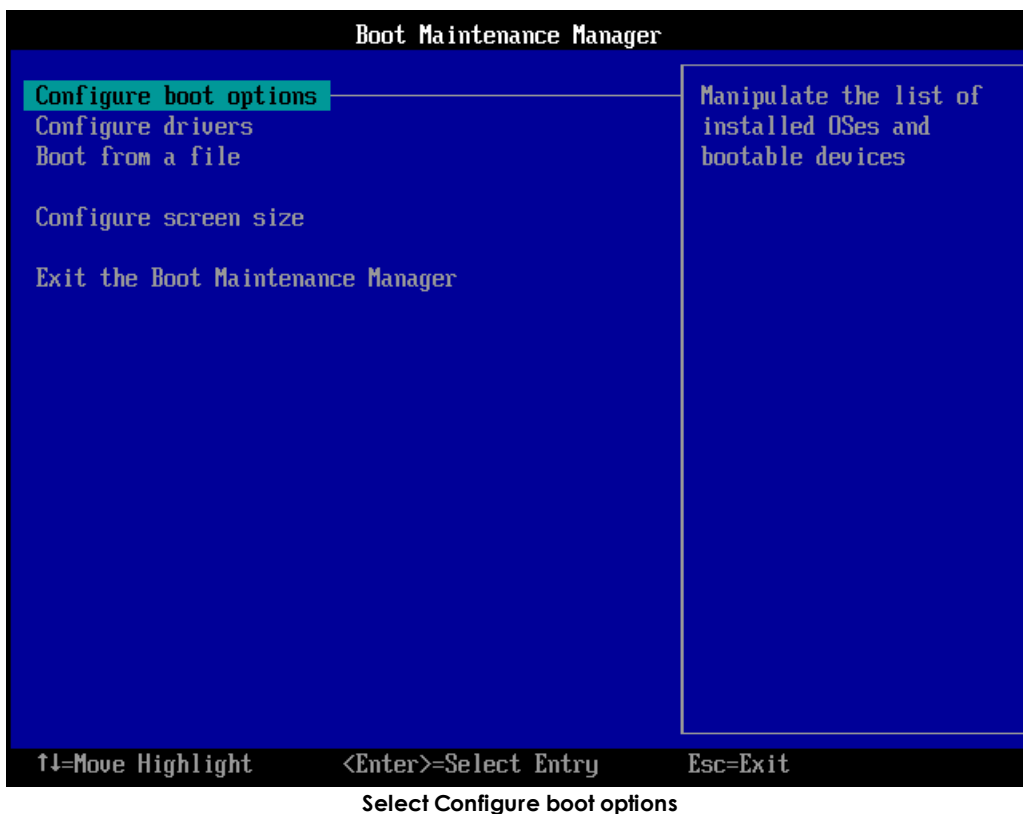 Boot Maintenance Manager
Configure boot options
Configure drivers
Boot from a file
Configure screen size
Exit the Boot Maintenance Manager
Manipulate the list of
installed OSes and
bootable devices
↑↓=Move Highlight <Enter>=Select Entry Esc=Exit
Select Configure boot options